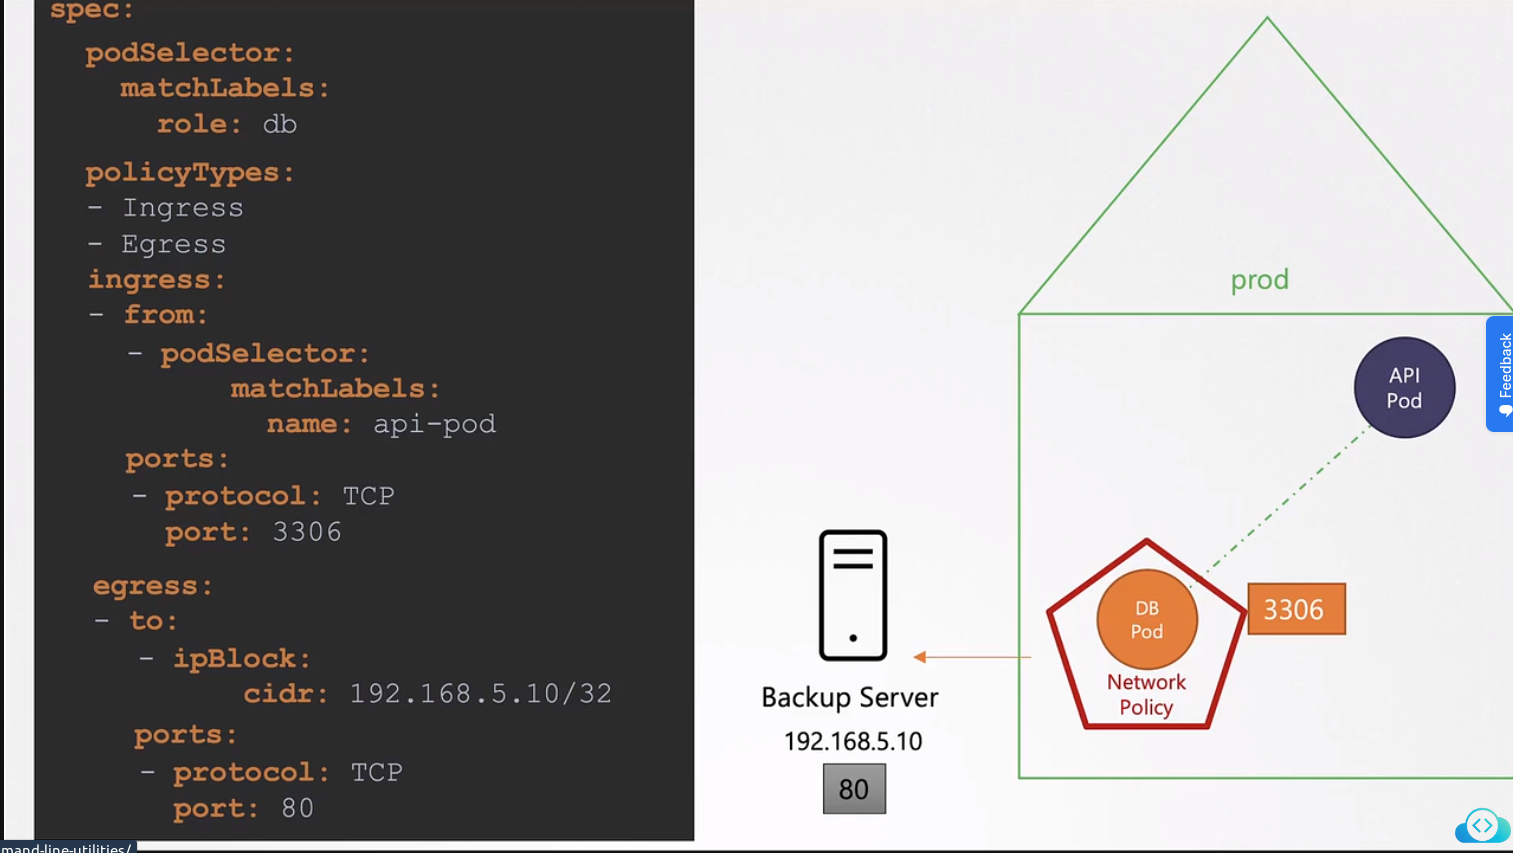 spec:
podSelector:
matchLabels:
role: db
policyTypes:
- Ingress
- Egress
ingress:
- from:
- podSelector:
matchLabels:
name: api-pod
ports:
- protocol: TCP
port: 3306
egress:
- to:
- ipBlock:
cidr: 192.168.5.10/32
ports:
- protocol: TCP
port: 80
prod
API
Pod
Feedback
DB
Pod
3306
Network
Policy
Backup Server
192.168.5.10
80
mand-line-utilities/